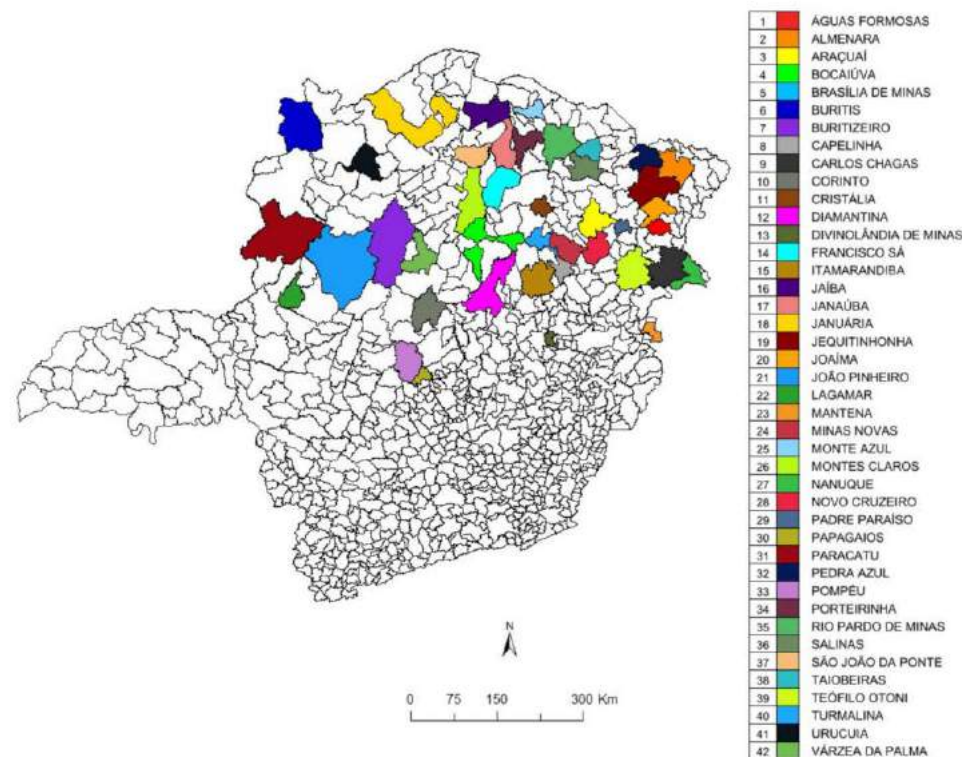 1 ÁGUAS FORMOSAS
2 ALMENARA
3 ARAÇUAÍ
4 BOCAIÚVA
5 BRASÍLIA DE MINAS
6 BURITIS
7 BURITIZEIRO
8 CAPELINHA
9 CARLOS CHAGAS
10 CORINTO
11 CRISTÁLIA
12 DIAMANTINA
13 DIVINOLÂNDIA DE MINAS
14 FRANCISCO SÁ
15 ITAMARANDIBA
16 JAÍBA
17 JANAÚBA
18 JANUÁRIA
19 JEQUITINHONHA
20 JOAÍMA
21 JOÃO PINHEIRO
22 LAGAMAR
23 MANTENA
24 MINAS NOVAS
25 MONTE AZUL
26 MONTES CLAROS
27 NANUQUE
28 NOVO CRUZEIRO
29 PADRE PARAÍSO
30 PAPAGAIOS
31 PARACATU
32 PEDRA AZUL
33 POMPÉU
34 PORTEIRINHA
35 RIO PARDO DE MINAS
36 SALINAS
37 SÃO JOÃO DA PONTE
38 TAIOBEIRAS
39 TEÓFILO OTONI
40 TURMALINA
41 URUCUIA
42 VÁRZEA DA PALMA
N
0 75 150 300 Km